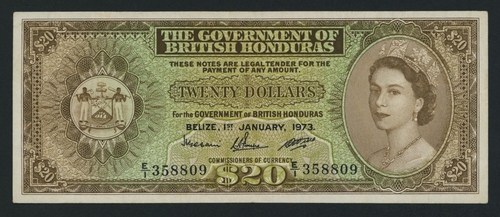 THE GOVERNMENT OF
BRITISH HONDURAS
THESE NOTES ARE LEGAL TENDER FOR THE
PAYMENT OF ANY AMOUNT.
TWENTY DOLLARS
For the GOVERNMENT OF BRITISH HONDURAS
BELIZE, 1ST JANUARY, 1973.
COMMISSIONERS OF CURRENCY
E/1 358809 $20 E/1 358809
$20 $20
$20 $20